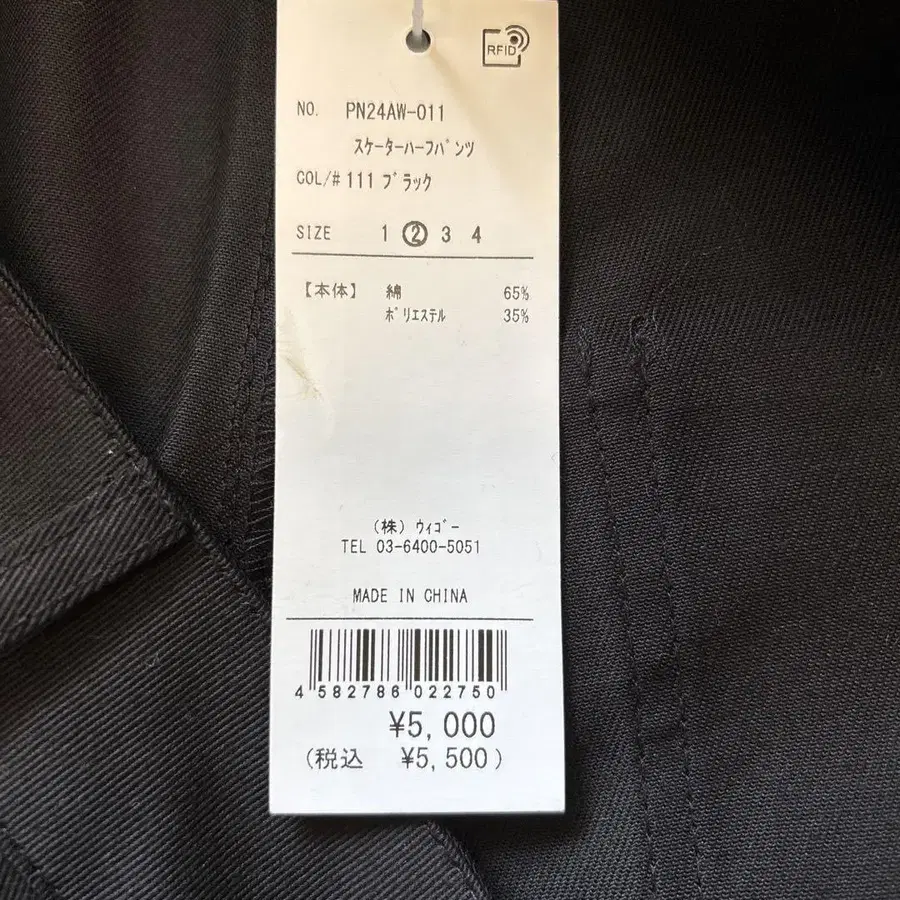 RFID
NO. PN24AW-011
スケーターハーフパンツ
COL/# 111 ブラック
SIZE 1 ② 3 4
【本体】 綿 65%
ポリエステル 35%
(株) ウィゴー
TEL 03-6400-5051
MADE IN CHINA
4 582786 022750
¥5,000
(税込 ¥5,500)